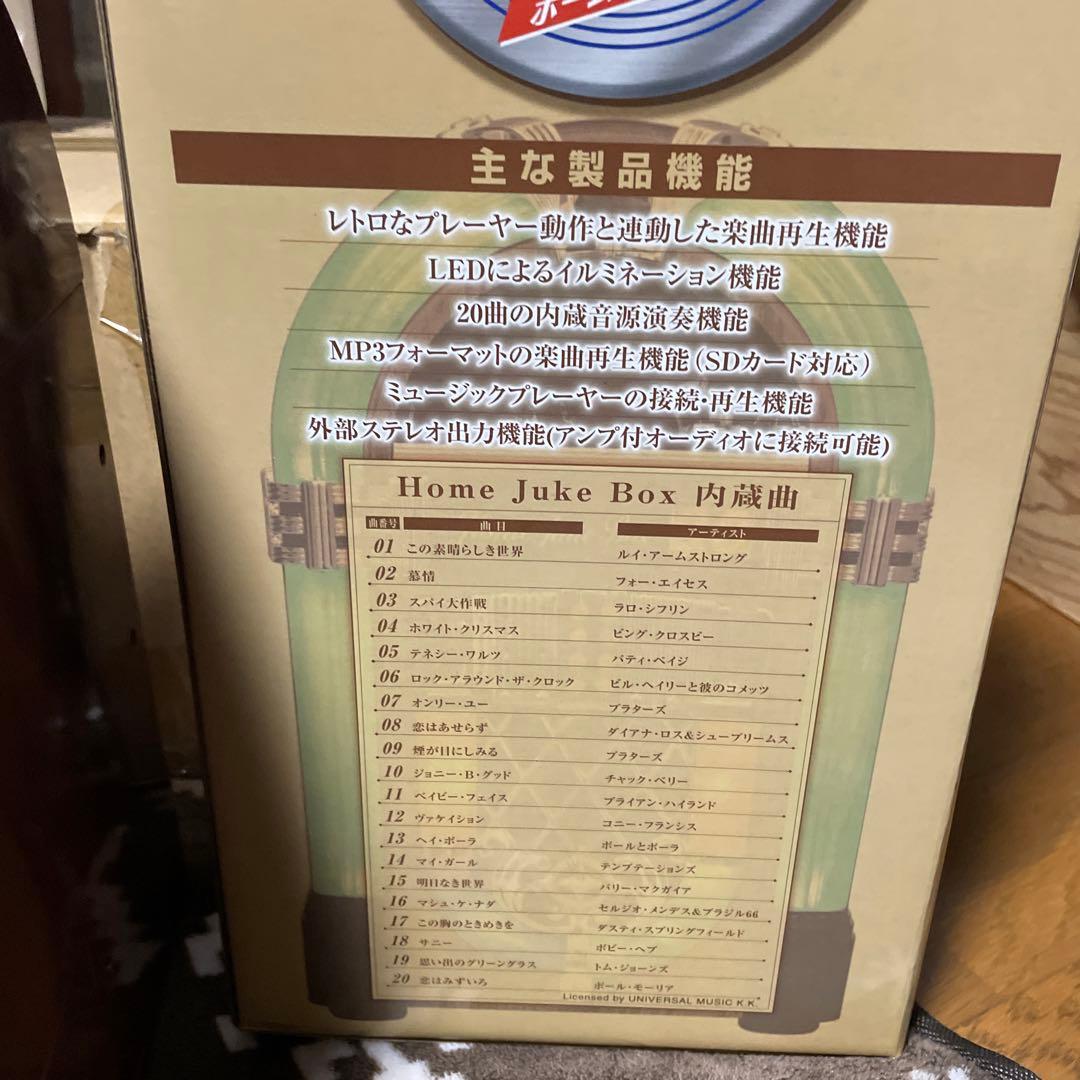 主な製品機能
レトロなプレーヤー動作と連動した楽曲再生機能
LEDによるイルミネーション機能
20曲の内蔵音源演奏機能
MP3フォーマットの楽曲再生機能（SDカード対応）
ミュージックプレーヤーの接続・再生機能
外部ステレオ出力機能(アンプ付オーディオに接続可能)
Home Juke Box 内蔵曲
曲番号 曲目 アーティスト
01 この素晴らしき世界 ルイ・アームストロング
02 慕情 フォー・エイセス
03 スパイ大作戦 ラロ・シフリン
04 ホワイト・クリスマス ビング・クロスビー
05 テネシー・ワルツ パティ・ペイジ
06 ロック・アラウンド・ザ・クロック ビル・ヘイリーと彼のコメッツ
07 オンリー・ユー プラターズ
08 恋はあせらず ダイアナ・ロス&シュープリームス
09 煙が目にしみる プラターズ
10 ジョニー・B・グッド チャック・ベリー
11 ベイビー・フェイス ブライアン・ハイランド
12 ヴァケイション コニー・フランシス
13 ヘイ・ポーラ ポールとポーラ
14 マイ・ガール テンプテーションズ
15 明日なき世界 バリー・マクガイア
16 マシュ・ケ・ナダ セルジオ・メンデス&ブラジル66
17 この胸のときめきを ダスティ・スプリングフィールド
18 サニー ボビー・ヘブ
19 思い出のグリーングラス トム・ジョーンズ
20 恋はみずいろ ポール・モーリア
Licensed by UNIVERSAL MUSIC K.K.